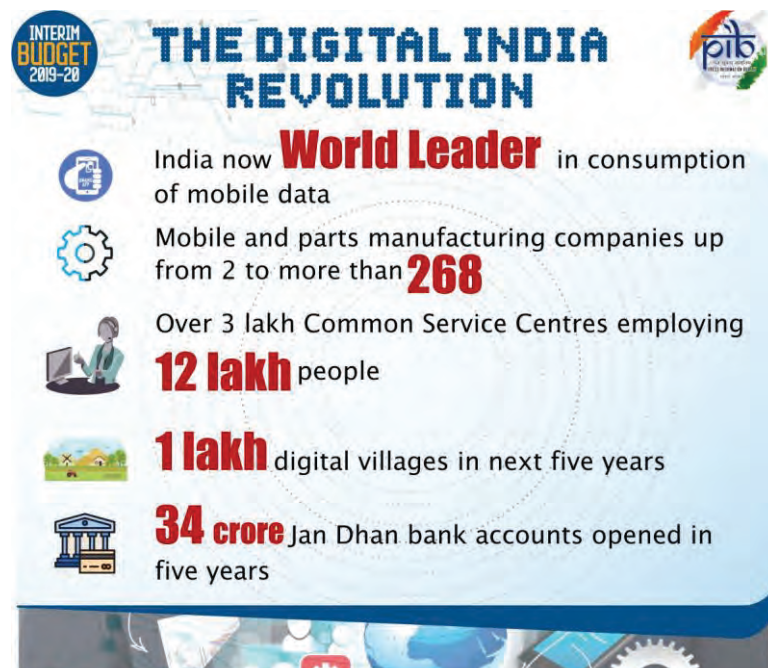 INTERIM
BUDGET
2019-20
THE DIGITAL INDIA
REVOLUTION
pib
India now World Leader in consumption
of mobile data
Mobile and parts manufacturing companies up
from 2 to more than 268
Over 3 lakh Common Service Centres employing
12 lakh people
1 lakh digital villages in next five years
34 crore Jan Dhan bank accounts opened in
five years